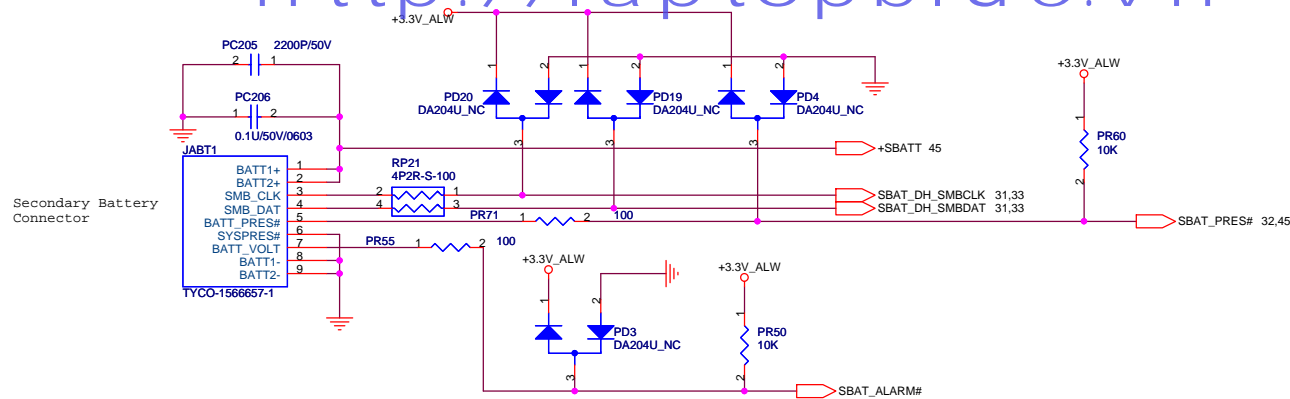 http://laptopblue.vn
+3.3V_ALW
PC205 2200P/50V
2 1
PC206
1 2
0.1U/50V/0603
1 2 1 2 1 2
PD20
DA204U_NC
PD19
DA204U_NC
PD4
DA204U_NC
3 3 3
+3.3V_ALW
1
PR60
10K
2
JABT1
+SBATT 45
Secondary Battery
Connector
BATT1+ 1
BATT2+ 2
SMB_CLK 3
SMB_DAT 4
BATT_PRES# 5
SYSPRES# 6
BATT_VOLT 7
BATT1- 8
BATT2- 9
TYCO-1566657-1
RP21
4P2R-S-100
2 1
4 3
SBAT_DH_SMBCLK 31,33
SBAT_DH_SMBDAT 31,33
PR71 1 2 100
SBAT_PRES# 32,45
PR55 1 2 100
+3.3V_ALW
1 2
PD3
DA204U_NC
3
+3.3V_ALW
1
PR50
10K
2
SBAT_ALARM#